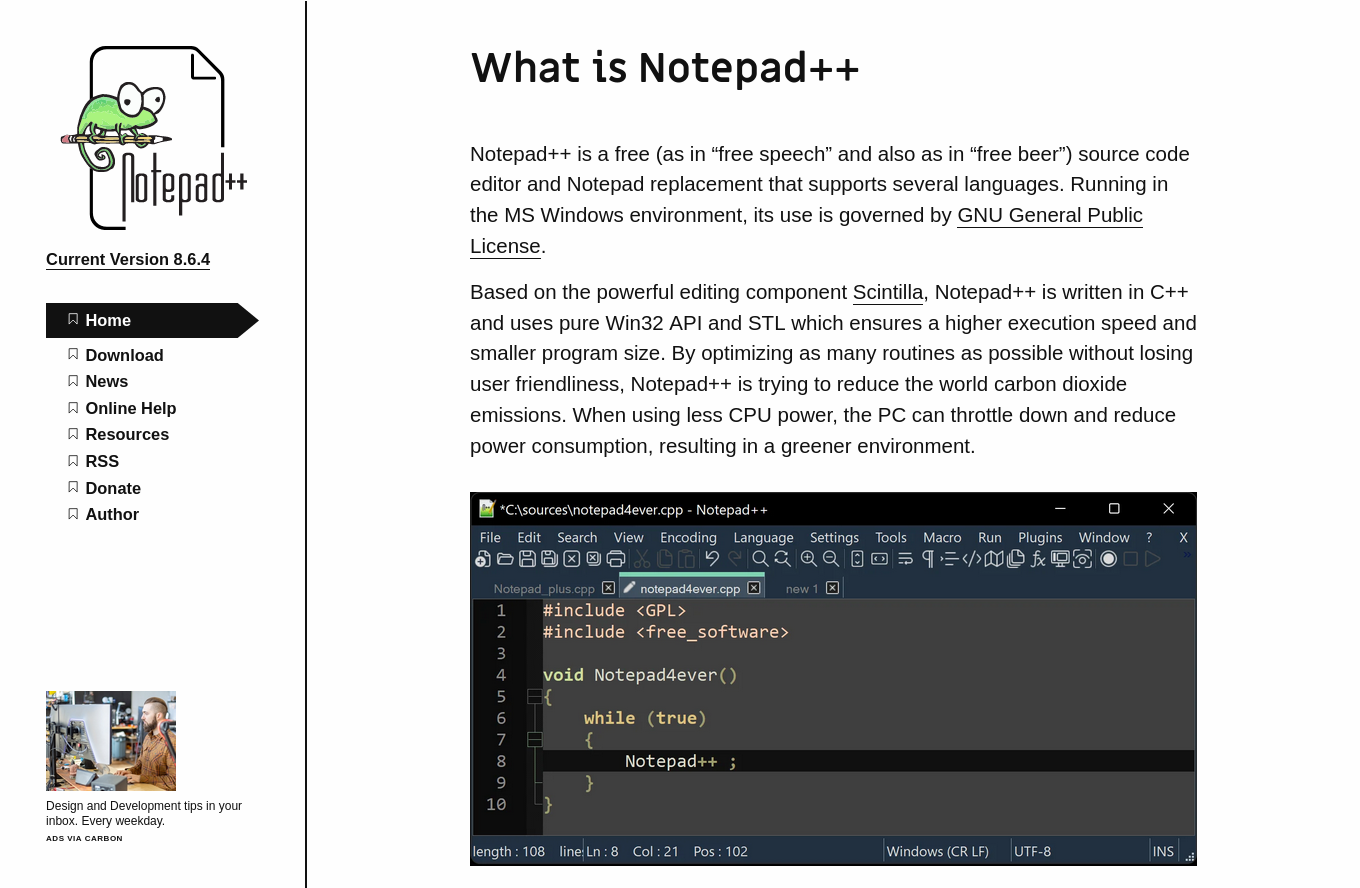 Notepad++
Current Version 8.6.4
Home
Download
News
Online Help
Resources
RSS
Donate
Author
Design and Development tips in your
inbox. Every weekday.
ADS VIA CARBON
What is Notepad++
Notepad++ is a free (as in “free speech” and also as in “free beer”) source code
editor and Notepad replacement that supports several languages. Running in
the MS Windows environment, its use is governed by GNU General Public
License.
Based on the powerful editing component Scintilla, Notepad++ is written in C++
and uses pure Win32 API and STL which ensures a higher execution speed and
smaller program size. By optimizing as many routines as possible without losing
user friendliness, Notepad++ is trying to reduce the world carbon dioxide
emissions. When using less CPU power, the PC can throttle down and reduce
power consumption, resulting in a greener environment.
*C:\sources\notepad4ever.cpp - Notepad++
File Edit Search View Encoding Language Settings Tools Macro Run Plugins Window ? X
Notepad_plus.cpp notepad4ever.cpp new 1
1 #include <GPL>
2 #include <free_software>
3
4 void Notepad4ever()
5 {
6 while (true)
7 {
8 Notepad++ ;
9 }
10 }
length : 108 line Ln : 8 Col : 21 Pos : 102 Windows (CR LF) UTF-8 INS